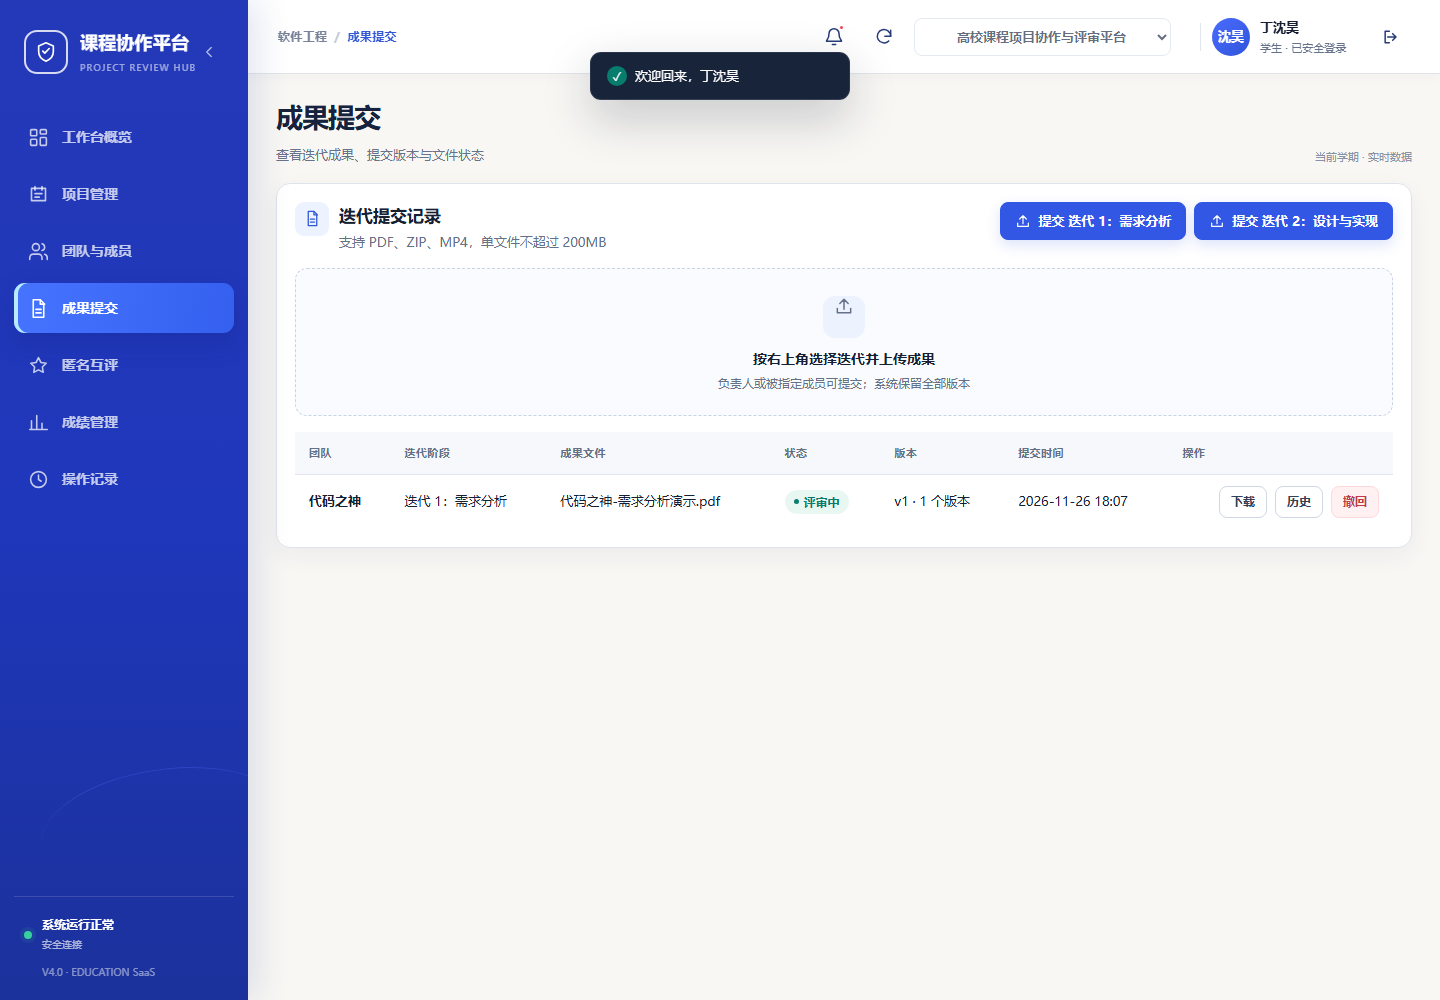 课程协作平台
PROJECT REVIEW HUB
工作台概览
项目管理
团队与成员
成果提交
匿名互评
成绩管理
操作记录
系统运行正常
安全连接
V4.0 · EDUCATION SaaS
软件工程 / 成果提交
高校课程项目协作与评审平台
沈昊
丁沈昊
学生 · 已安全登录
欢迎回来，丁沈昊
成果提交
查看迭代成果、提交版本与文件状态
当前学期 · 实时数据
迭代提交记录
支持 PDF、ZIP、MP4，单文件不超过 200MB
提交 迭代 1：需求分析
提交 迭代 2：设计与实现
按右上角选择迭代并上传成果
负责人或被指定成员可提交；系统保留全部版本
团队 迭代阶段 成果文件 状态 版本 提交时间 操作
代码之神 迭代 1：需求分析 代码之神-需求分析演示.pdf 评审中 v1 · 1 个版本 2026-11-26 18:07 下载 历史 撤回